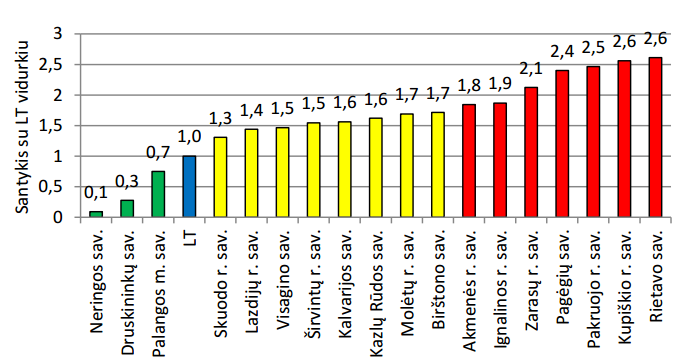 Santykis su LT vidurkiu
3
2,5
2
1,5
1
0,5
0
0,1
0,3
0,7
1,0
1,3
1,4
1,5
1,5
1,6
1,6
1,7
1,7
1,8
1,9
2,1
2,4
2,5
2,6
2,6
Neringos sav.
Druskininkų sav.
Palangos m. sav.
LT
Skuodo r. sav.
Lazdijų r. sav.
Visagino sav.
Širvintų r. sav.
Kalvarijos sav.
Kazlų Rūdos sav.
Molėtų r. sav.
Birštono sav.
Akmenės r. sav.
Ignalinos r. sav.
Zarasų r. sav.
Pagėgių sav.
Pakruojo r. sav.
Kupiškio r. sav.
Rietavo sav.